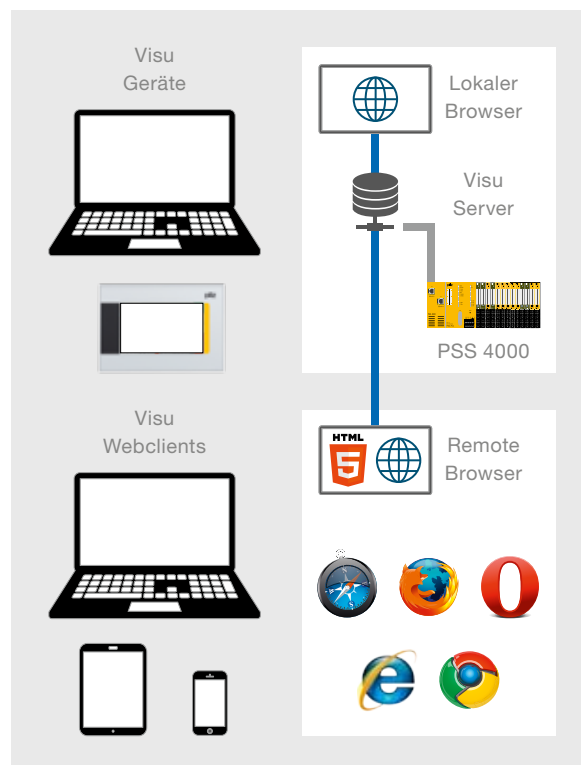 Visu
Geräte
Lokaler
Browser
Visu
Server
PSS 4000
Visu
Webclients
HTML
5
Remote
Browser